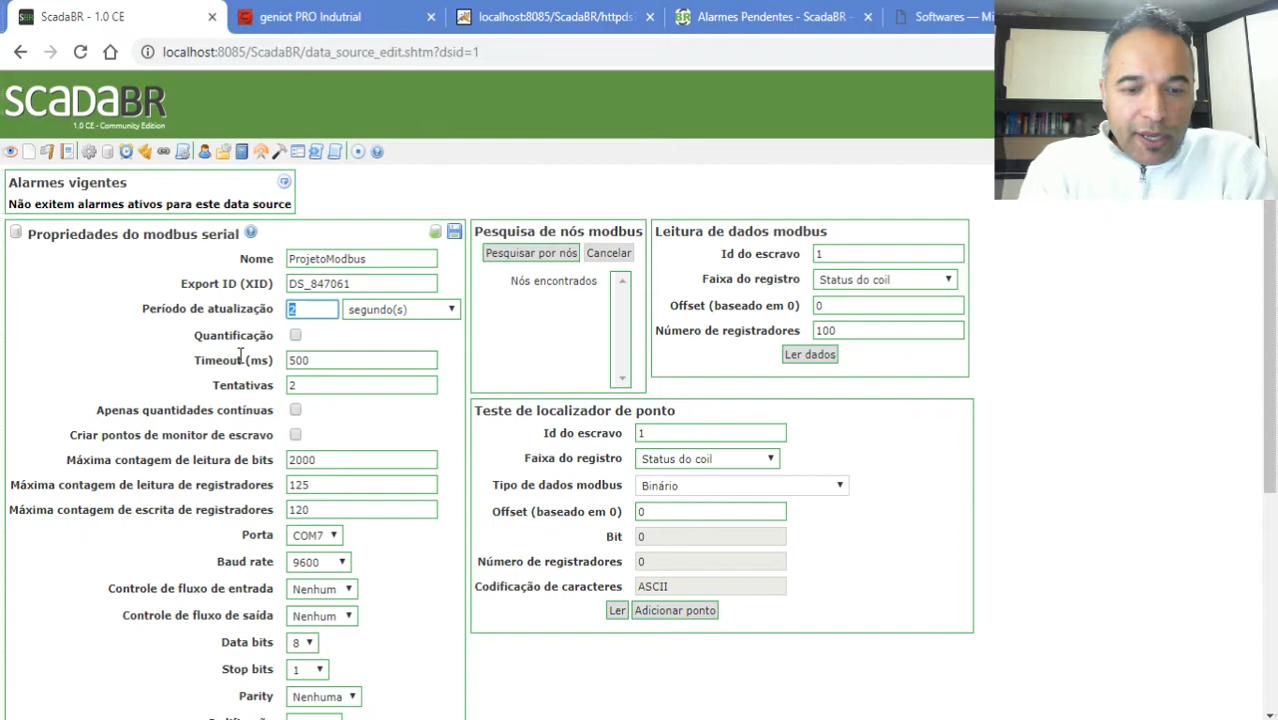 ScadaBR - 1.0 CE
geniot PRO Indutrial
localhost:8085/ScadaBR/httpds
Alarmes Pendentes - ScadaBR -
Softwares — Mi
localhost:8085/ScadaBR/data_source_edit.shtm?dsid=1
SCADABR
1.0 CE - Community Edition
Alarmes vigentes
Não exitem alarmes ativos para este data source
Propriedades do modbus serial
Nome ProjetoModbus
Export ID (XID) DS_847061
Período de atualização 2 segundo(s)
Quantificação
Timeout (ms) 500
Tentativas 2
Apenas quantidades contínuas
Criar pontos de monitor de escravo
Máxima contagem de leitura de bits 2000
Máxima contagem de leitura de registradores 125
Máxima contagem de escrita de registradores 120
Porta COM7
Baud rate 9600
Controle de fluxo de entrada Nenhum
Controle de fluxo de saída Nenhum
Data bits 8
Stop bits 1
Parity Nenhuma
Pesquisa de nós modbus
Pesquisar por nós Cancelar
Nós encontrados
Leitura de dados modbus
Id do escravo 1
Faixa do registro Status do coil
Offset (baseado em 0) 0
Número de registradores 100
Ler dados
Teste de localizador de ponto
Id do escravo 1
Faixa do registro Status do coil
Tipo de dados modbus Binário
Offset (baseado em 0) 0
Bit 0
Número de registradores 0
Codificação de caracteres ASCII
Ler Adicionar ponto